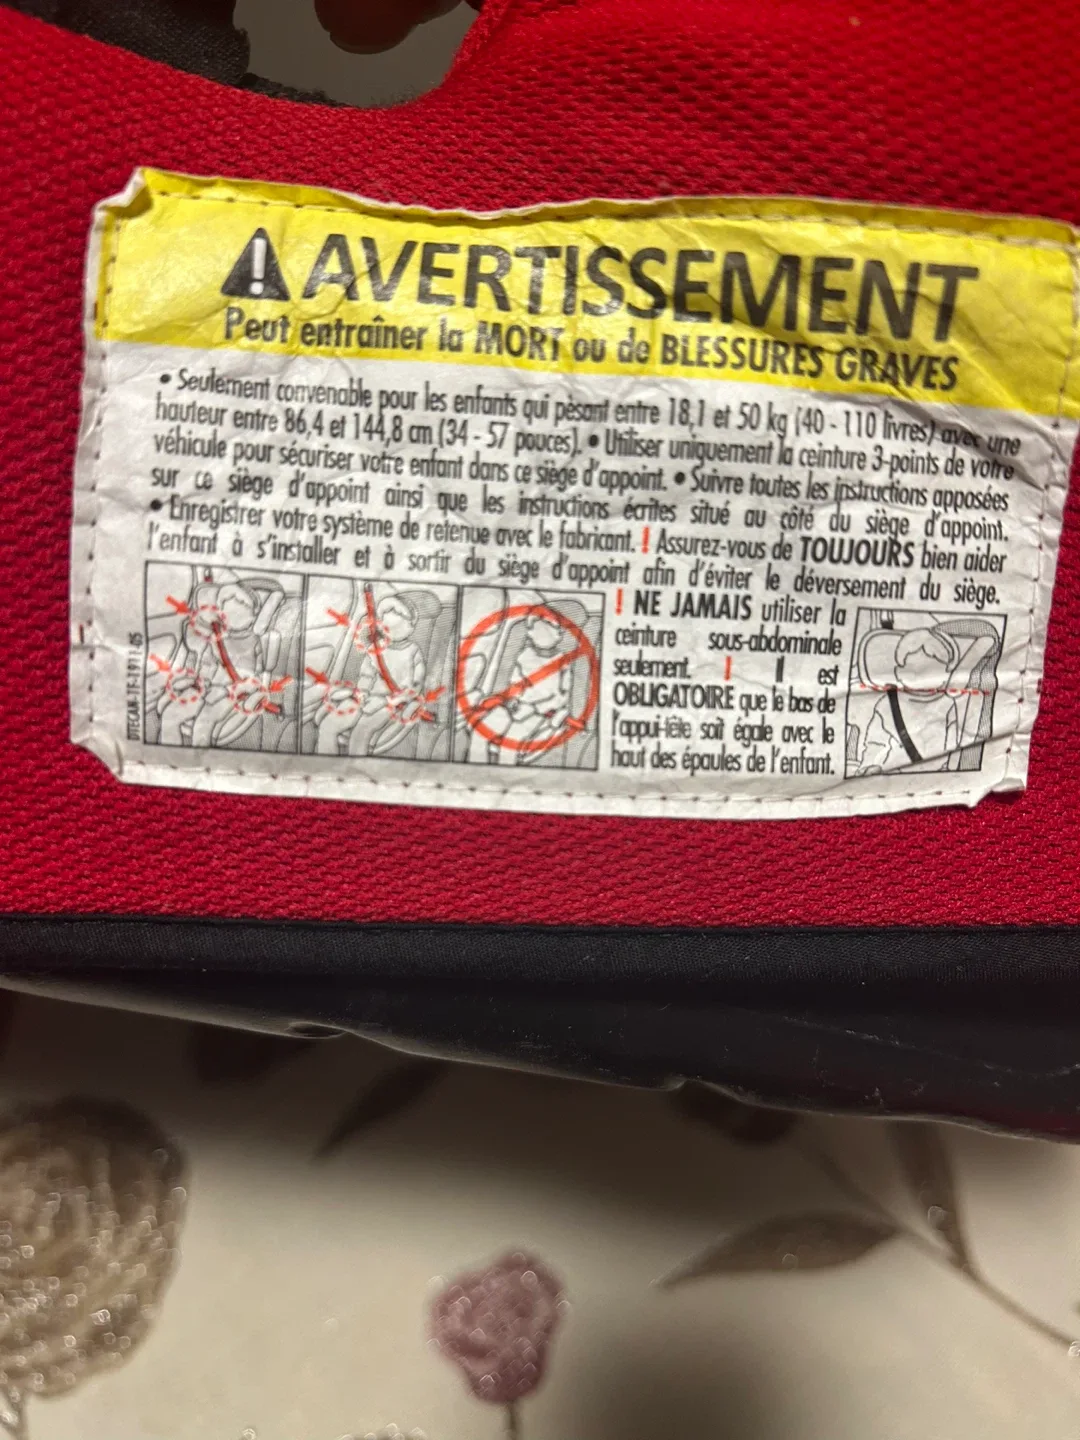 ! AVERTISSEMENT
Peut entraîner la MORT ou de BLESSURES GRAVES
• Seulement convenable pour les enfants qui pèsant entre 18,1 et 50 kg (40 - 110 livres) avec une
hauteur entre 86,4 et 144,8 cm (34 - 57 pouces). • Utiliser uniquement la ceinture 3-points de votre
véhicule pour sécuriser votre enfant dans ce siège d'appoint. • Suivre toutes les instructions apposées
sur ce siège d'appoint ainsi que les instructions écrites situé au côté du siège d'appoint.
• Enregistrer votre système de retenue avec le fabricant. ! Assurez-vous de TOUJOURS bien aider
l'enfant à s'installer et à sortir du siège d'appoint afin d'éviter le déversement du siège.
! NE JAMAIS utiliser la
ceinture sous-abdominale
seulement. ! Il est
OBLIGATOIRE que le bas de
l'appui-tête soit égale avec le
haut des épaules de l'enfant.
DTECAN-TF-1911-05